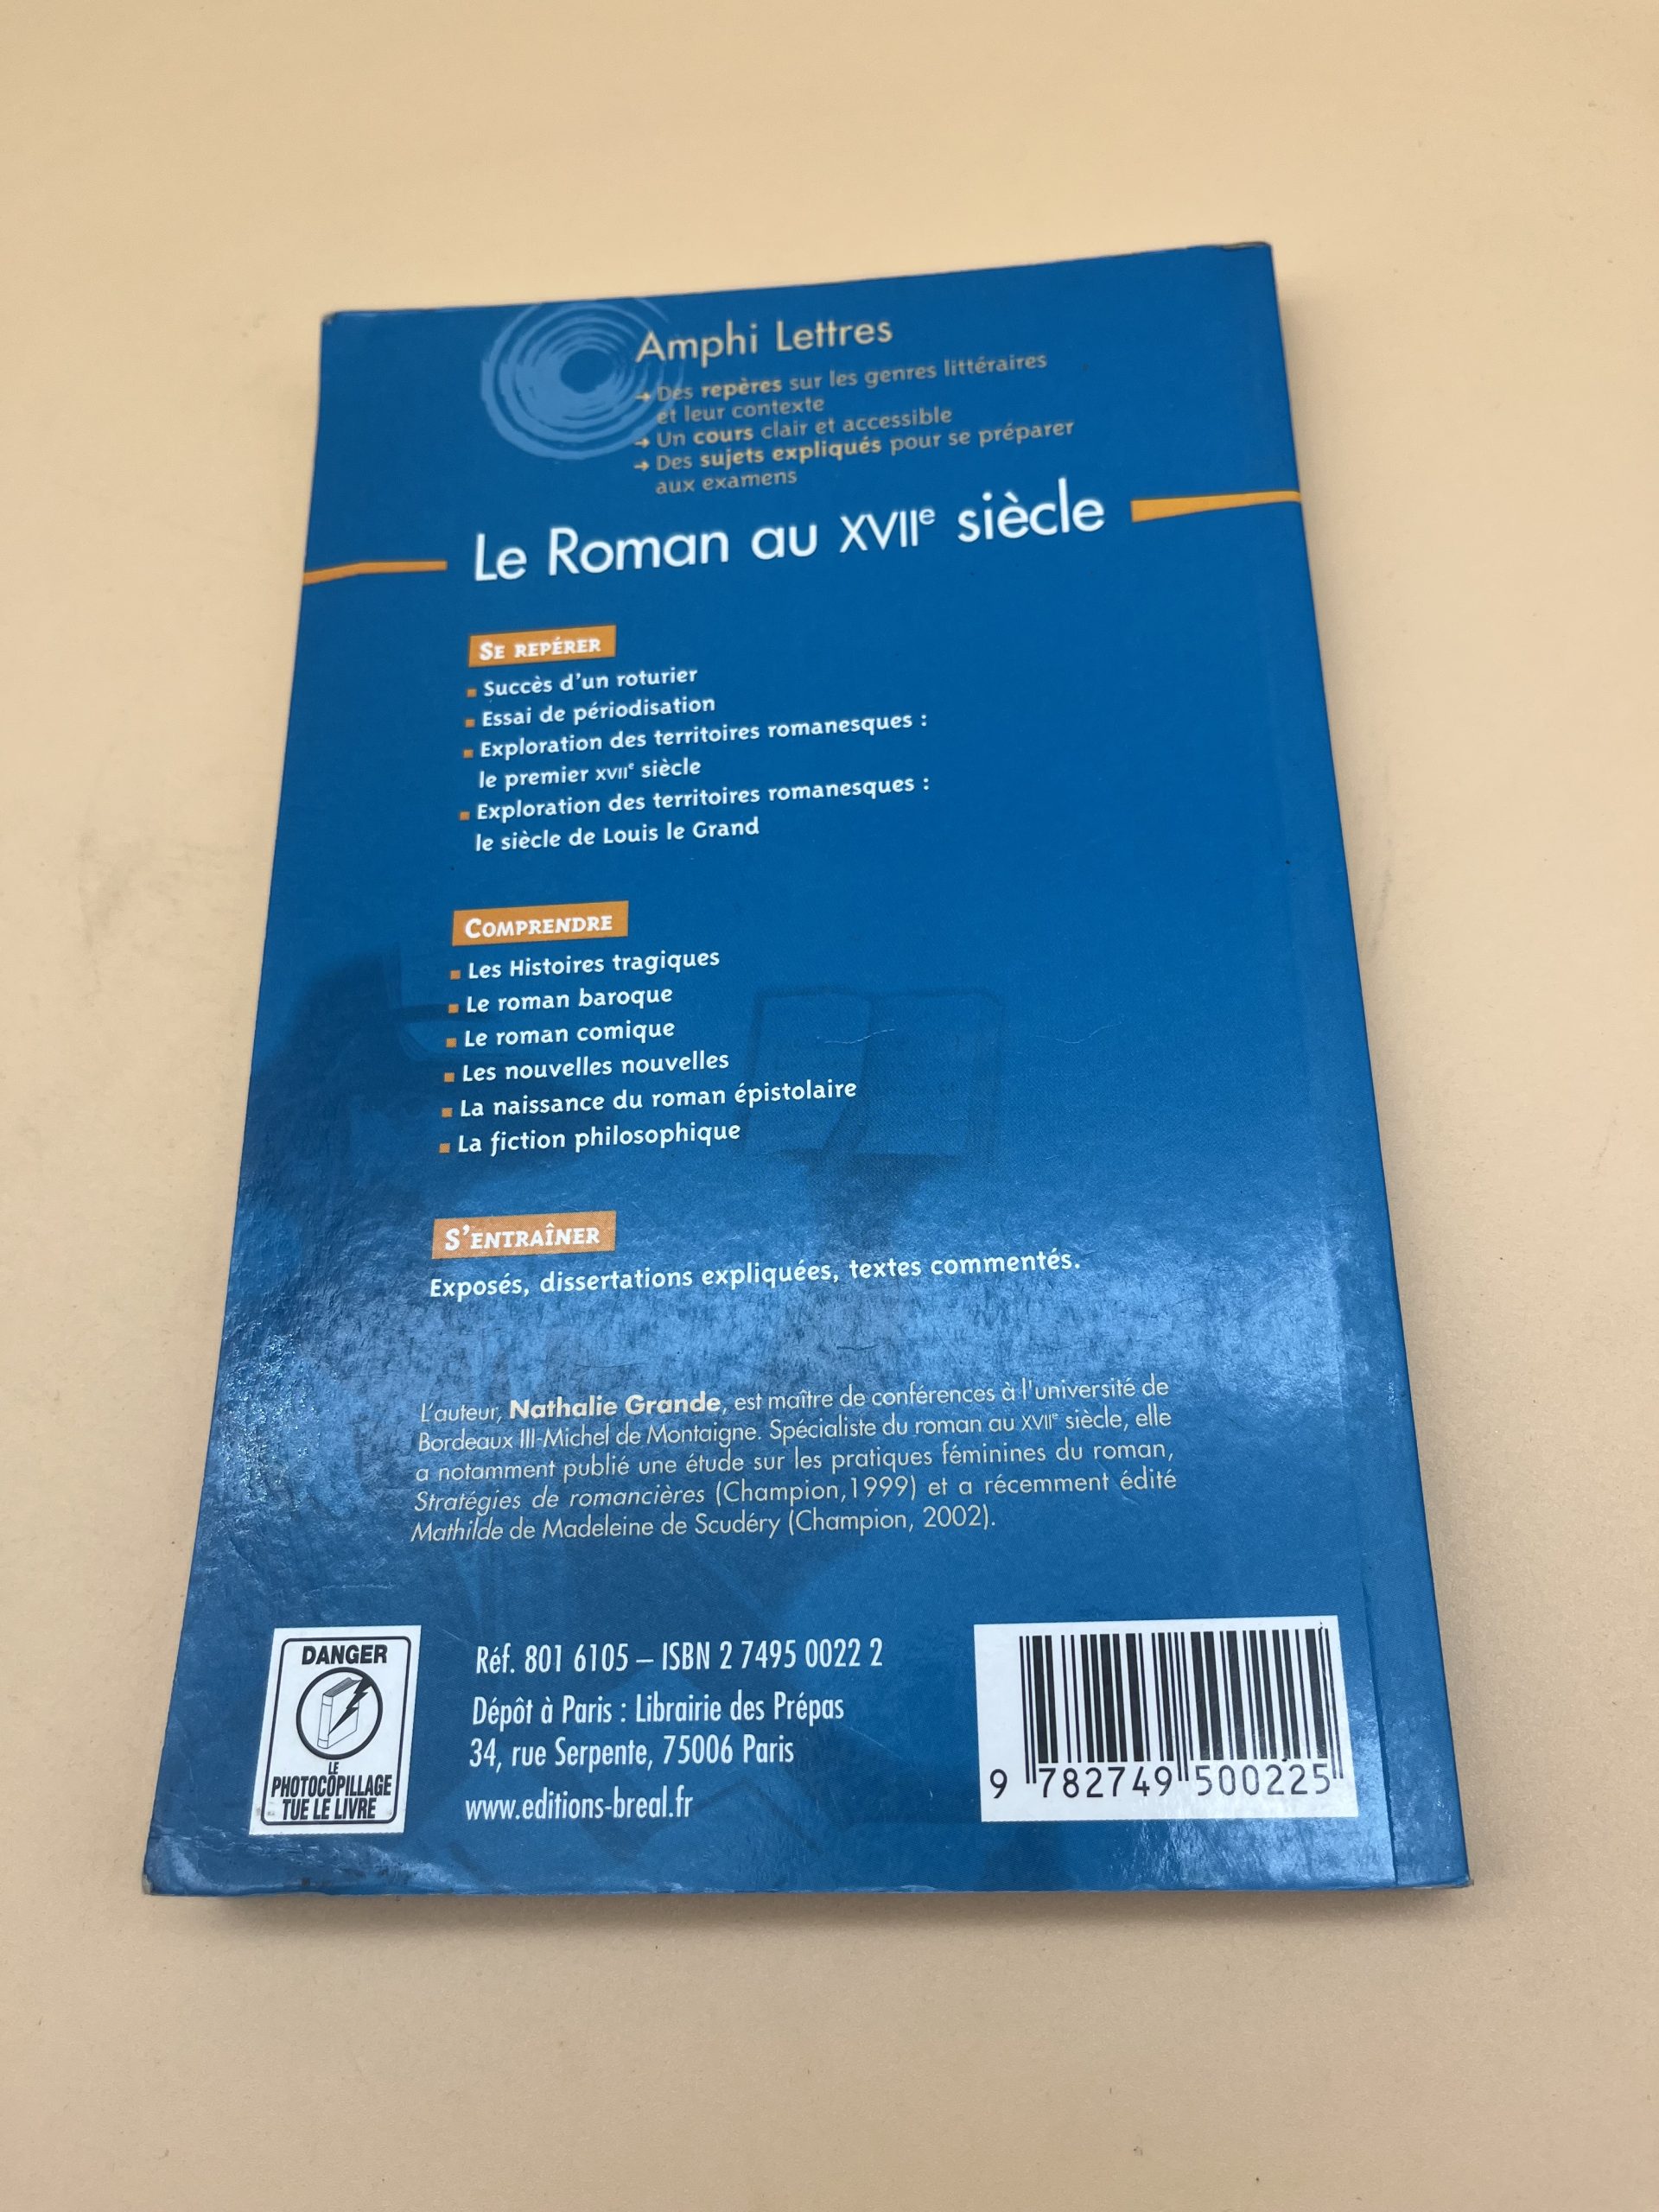 Amphi Lettres
➔ Des repères sur les genres littéraires
et leur contexte
➔ Un cours clair et accessible
➔ Des sujets expliqués pour se préparer
aux examens
Le Roman au XVIIe siècle
SE REPÉRER
▪ Succès d'un roturier
▪ Essai de périodisation
▪ Exploration des territoires romanesques :
le premier XVIIe siècle
▪ Exploration des territoires romanesques :
le siècle de Louis le Grand
COMPRENDRE
▪ Les Histoires tragiques
▪ Le roman baroque
▪ Le roman comique
▪ Les nouvelles nouvelles
▪ La naissance du roman épistolaire
▪ La fiction philosophique
S'ENTRAÎNER
Exposés, dissertations expliquées, textes commentés.
L'auteur, Nathalie Grande, est maître de conférences à l'université de
Bordeaux III-Michel de Montaigne. Spécialiste du roman au XVIIe siècle, elle
a notamment publié une étude sur les pratiques féminines du roman,
Stratégies de romancières (Champion,1999) et a récemment édité
Mathilde de Madeleine de Scudéry (Champion, 2002).
DANGER
LE
PHOTOCOPILLAGE
TUE LE LIVRE
Réf. 801 6105 – ISBN 2 7495 0022 2
Dépôt à Paris : Librairie des Prépas
34, rue Serpente, 75006 Paris
www.editions-breal.fr
9 782749 500225